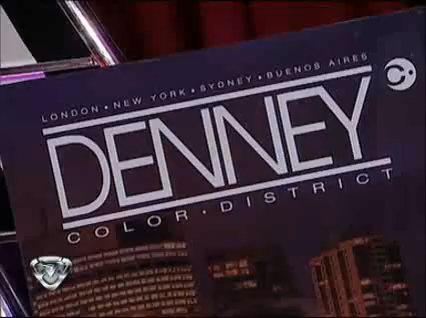 LONDON · NEW YORK · SYDNEY · BUENOS AIRES
DENNEY
COLOR · DISTRICT